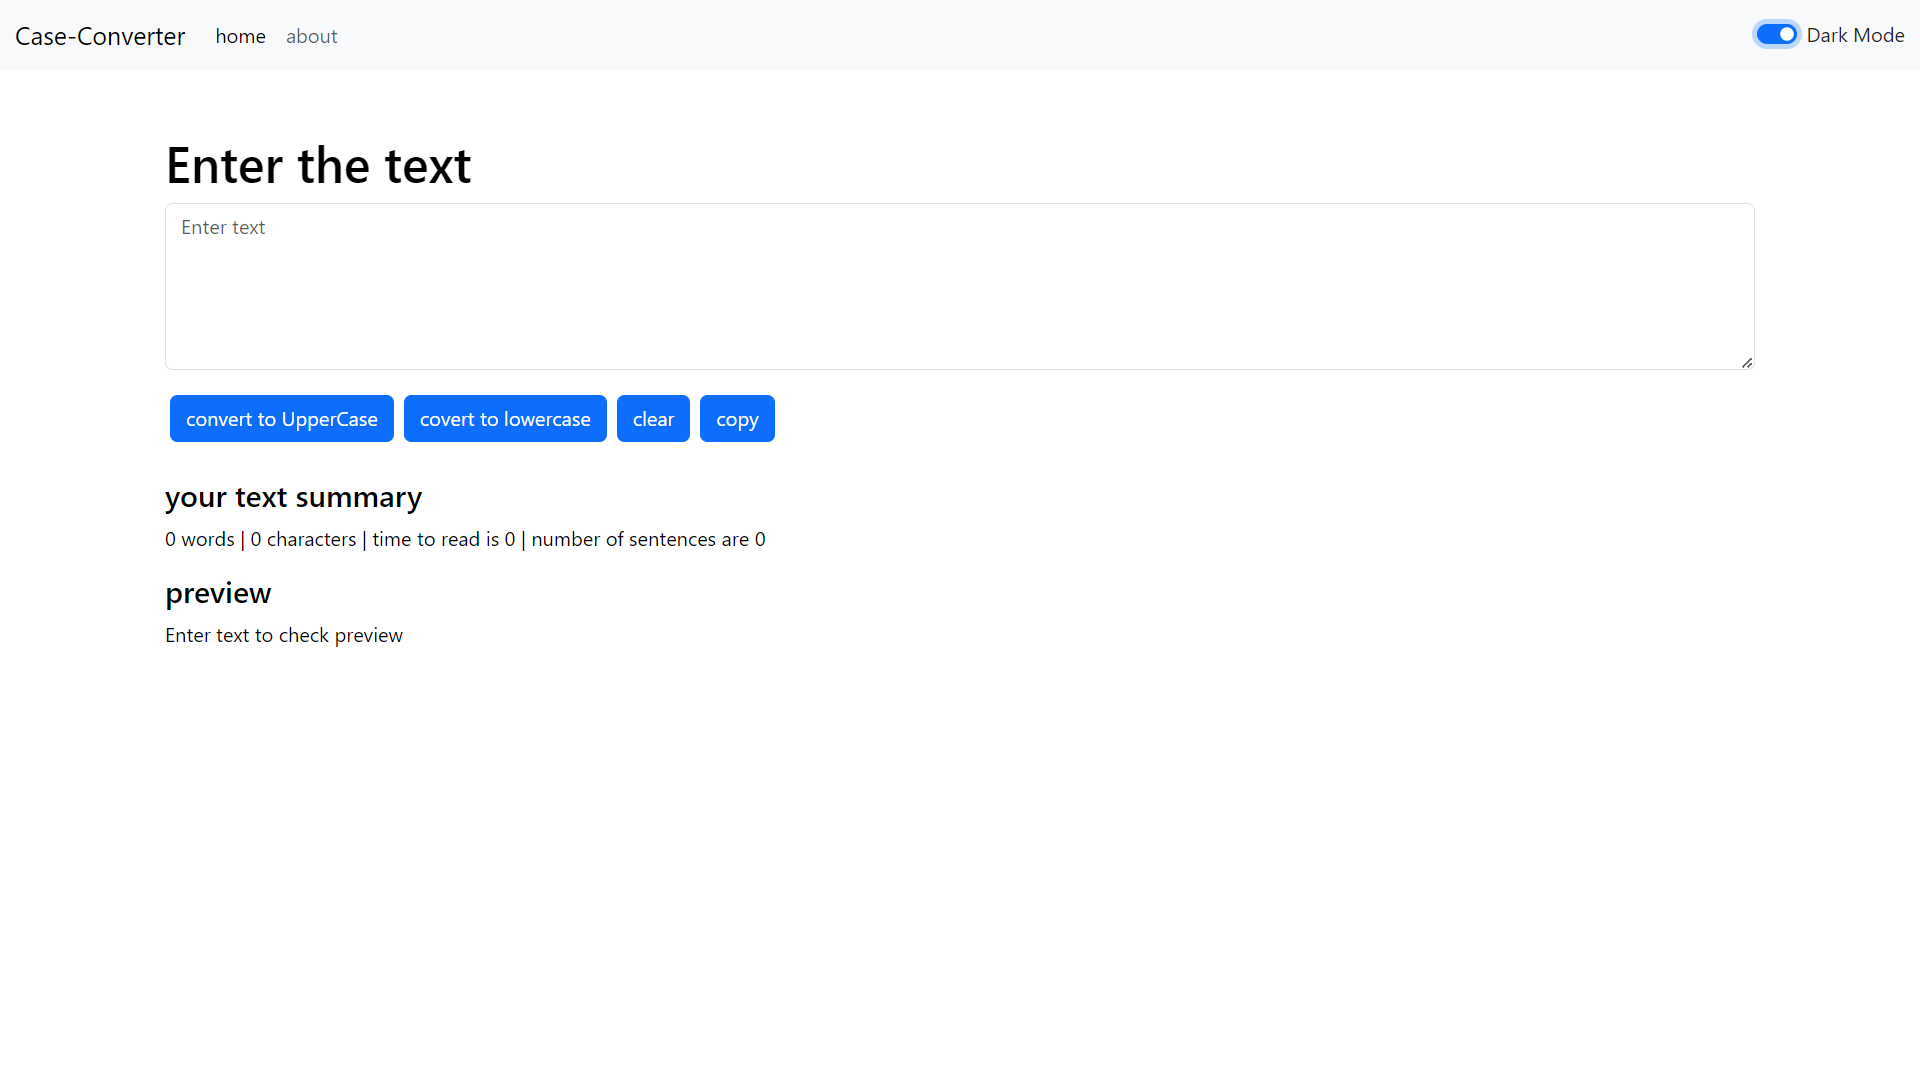 Case-Converter home about Dark Mode
Enter the text
Enter text
convert to UpperCase covert to lowercase clear copy
your text summary
0 words | 0 characters | time to read is 0 | number of sentences are 0
preview
Enter text to check preview